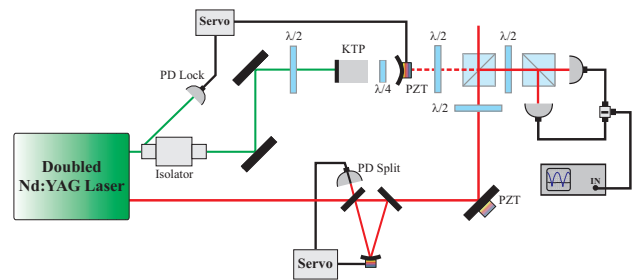 Servo
λ/2
KTP
λ/2
λ/2
PD Lock
λ/4
PZT
λ/2
Doubled
Nd:YAG Laser
Isolator
PD Split
IN
PZT
Servo